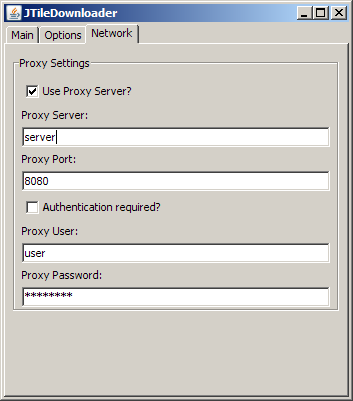 JTileDownloader
Main Options Network
Proxy Settings
Use Proxy Server?
Proxy Server:
server
Proxy Port:
8080
Authentication required?
Proxy User:
user
Proxy Password:
********